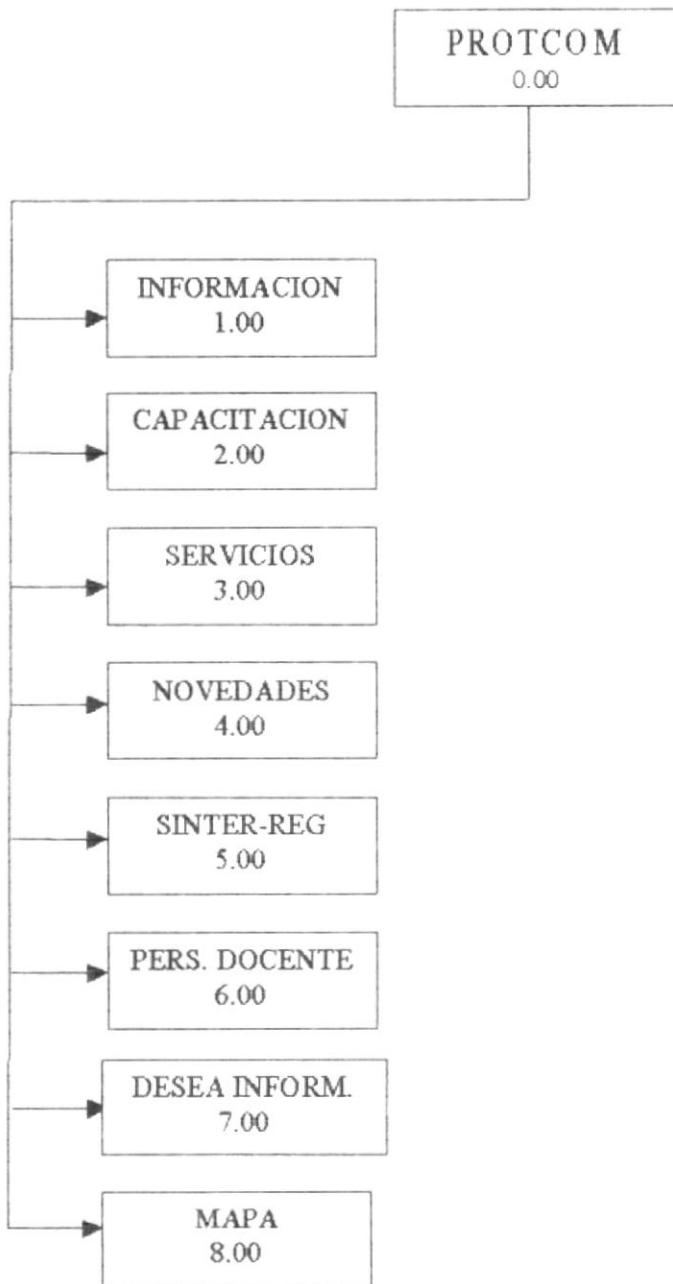 PROTCOM
0.00
INFORMACION
1.00
CAPACITACION
2.00
SERVICIOS
3.00
NOVEDADES
4.00
SINTER-REG
5.00
PERS. DOCENTE
6.00
DESEA INFORM.
7.00
MAPA
8.00